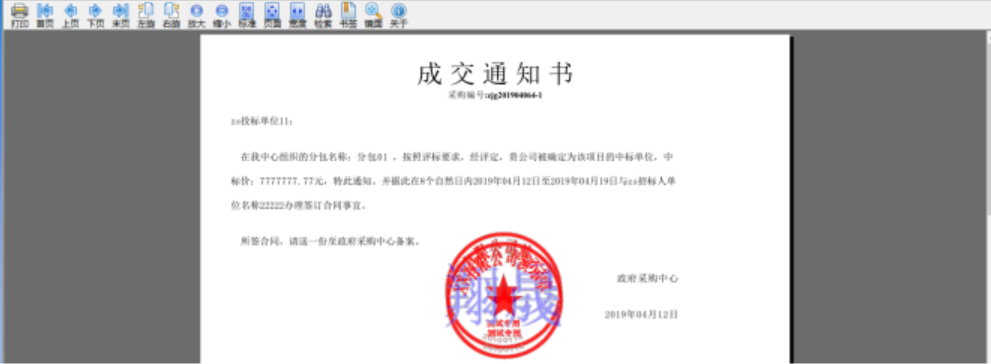 打印 首页 上页 下页 末页 左旋 右旋 放大 缩小 标准 页面 宽度 检索 书签 编国 关于
成交通知书
采购编号:zjg201904064-1
zs投标单位11:
在我中心组织的分包名称: 分包01 , 按照评标要求, 经评定, 贵公司被确定为该项目的中标单位, 中
标价: 7777777.77元, 特此通知。并据此在8个自然日内2019年04月12日至2019年04月19日与zs招标人单
位名称22222办理签订合同事宜。
所签合同, 请送一份至政府采购中心备案。
翔晟
测试专用
政府采购中心
2019年04月12日